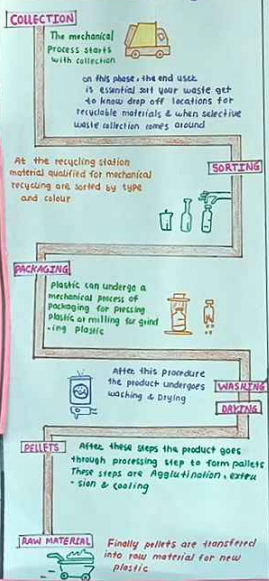 COLLECTION
The mechanical
Process starts
with collection
on this phase, the end user
is essential sort your waste get
to know drop off locations for
recyclable materials & when selective
waste collection comes around
At the recycling station
material qualified for mechanical
recycling are sorted by type
and colour
SORTING
PACKAGING
plastic can undergo a
mechanical process of
packaging for pressing
plastic or milling for grind
-ing plastic
After this procedure
the product undergoes
washing & Drying
WASHING
DRYING
PELLETS
After these steps the product goes
through processing step to form pallets
These steps are Agglutination, extru
-sion & cooling
RAW MATERIAL
Finally pellets are transfered
into raw material for new
plastic